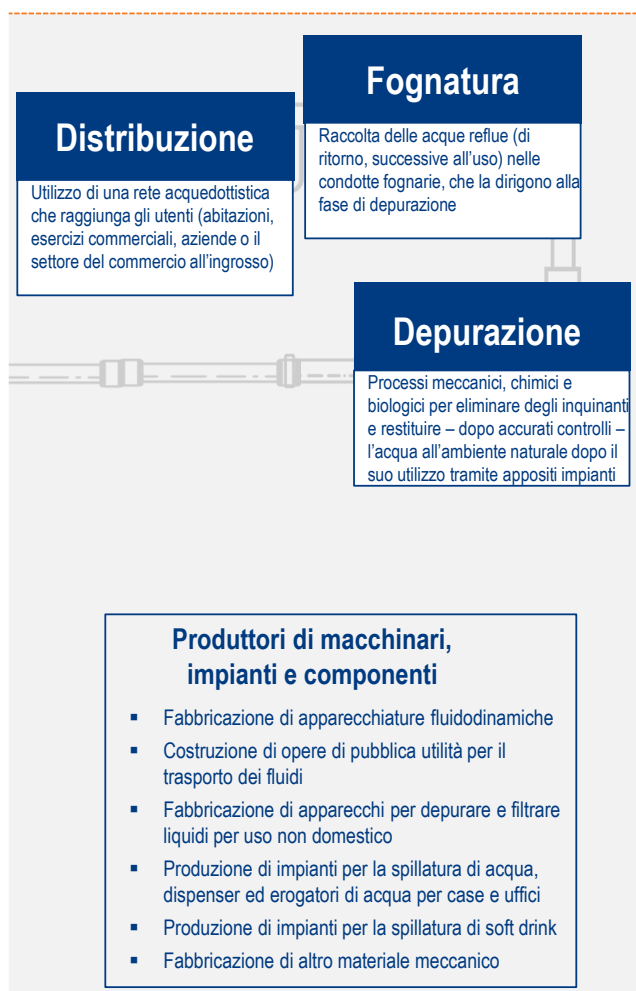 Distribuzione
Utilizzo di una rete acquedottistica
che raggiunga gli utenti (abitazioni,
esercizi commerciali, aziende o il
settore del commercio all'ingrosso)
Fognatura
Raccolta delle acque reflue (di
ritorno, successive all'uso) nelle
condotte fognarie, che la dirigono alla
fase di depurazione
Depurazione
Processi meccanici, chimici e
biologici per eliminare degli inquinanti
e restituire – dopo accurati controlli –
l'acqua all'ambiente naturale dopo il
suo utilizzo tramite appositi impianti
Produttori di macchinari,
impianti e componenti
▪ Fabbricazione di apparecchiature fluidodinamiche
▪ Costruzione di opere di pubblica utilità per il
trasporto dei fluidi
▪ Fabbricazione di apparecchi per depurare e filtrare
liquidi per uso non domestico
▪ Produzione di impianti per la spillatura di acqua,
dispenser ed erogatori di acqua per case e uffici
▪ Produzione di impianti per la spillatura di soft drink
▪ Fabbricazione di altro materiale meccanico